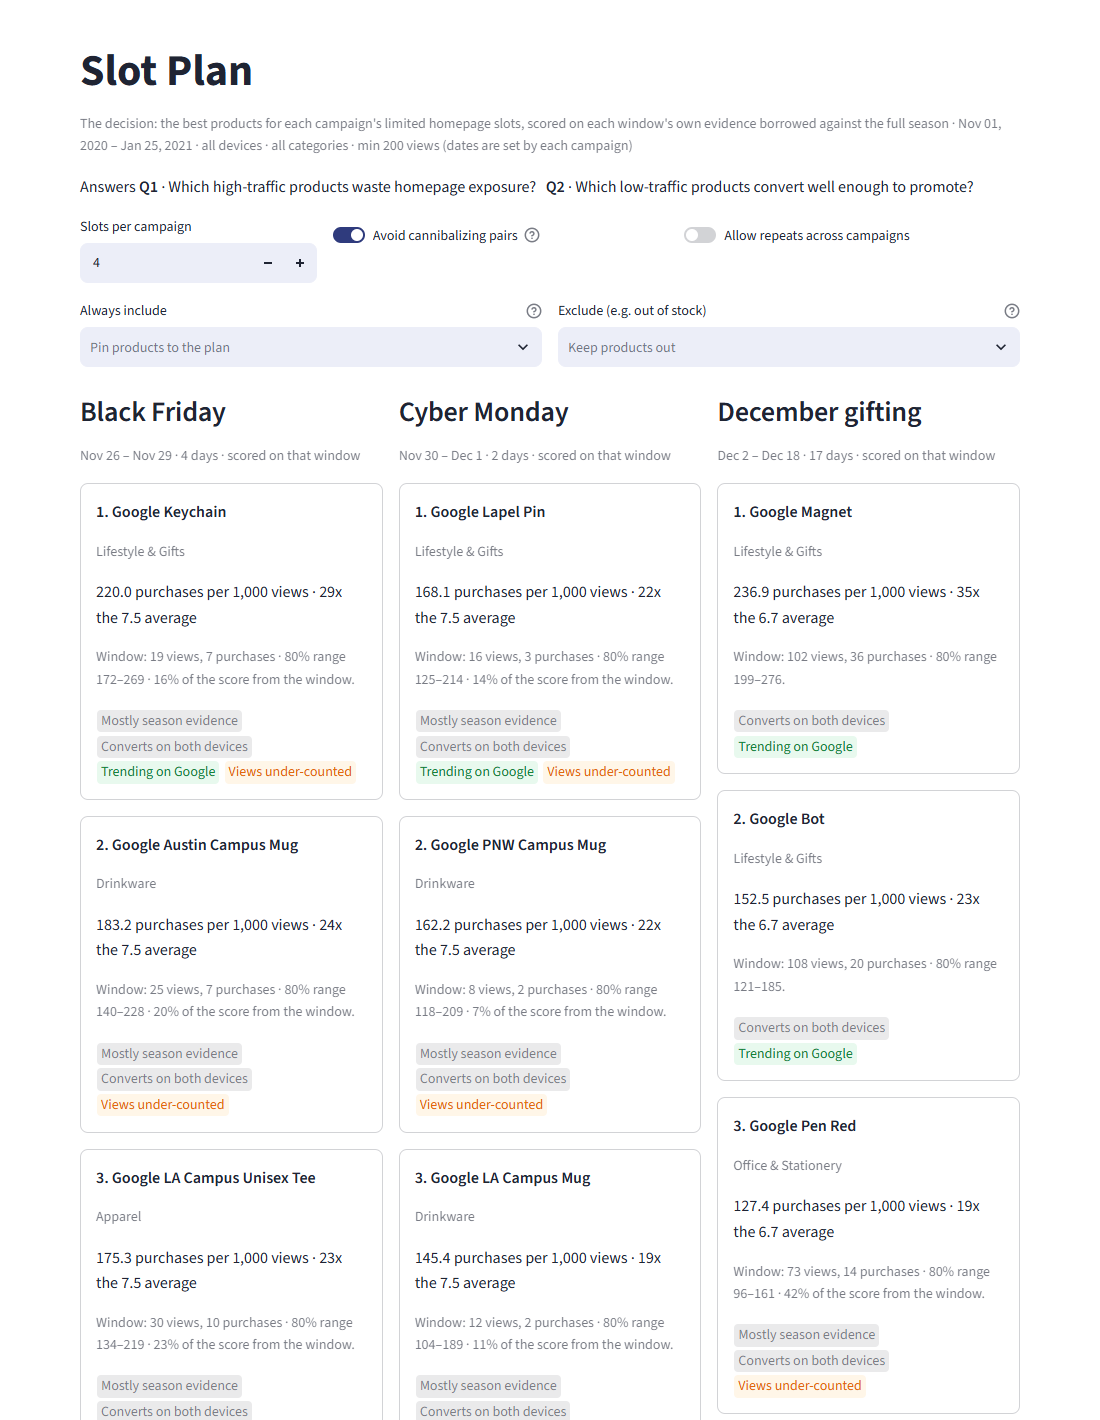 Slot Plan
The decision: the best products for each campaign's limited homepage slots, scored on each window's own evidence borrowed against the full season · Nov 01,
2020 – Jan 25, 2021 · all devices · all categories · min 200 views (dates are set by each campaign)
Answers Q1 · Which high-traffic products waste homepage exposure? Q2 · Which low-traffic products convert well enough to promote?
Slots per campaign
4
Avoid cannibalizing pairs
Allow repeats across campaigns
Always include
Pin products to the plan
Exclude (e.g. out of stock)
Keep products out
Black Friday
Nov 26 – Nov 29 · 4 days · scored on that window
1. Google Keychain
Lifestyle & Gifts
220.0 purchases per 1,000 views · 29x
the 7.5 average
Window: 19 views, 7 purchases · 80% range
172–269 · 16% of the score from the window.
Mostly season evidence
Converts on both devices
Trending on Google Views under-counted
2. Google Austin Campus Mug
Drinkware
183.2 purchases per 1,000 views · 24x
the 7.5 average
Window: 25 views, 7 purchases · 80% range
140–228 · 20% of the score from the window.
Mostly season evidence
Converts on both devices
Views under-counted
3. Google LA Campus Unisex Tee
Apparel
175.3 purchases per 1,000 views · 23x
the 7.5 average
Window: 30 views, 10 purchases · 80% range
134–219 · 23% of the score from the window.
Mostly season evidence
Converts on both devices
Cyber Monday
Nov 30 – Dec 1 · 2 days · scored on that window
1. Google Lapel Pin
Lifestyle & Gifts
168.1 purchases per 1,000 views · 22x
the 7.5 average
Window: 16 views, 3 purchases · 80% range
125–214 · 14% of the score from the window.
Mostly season evidence
Converts on both devices
Trending on Google Views under-counted
2. Google PNW Campus Mug
Drinkware
162.2 purchases per 1,000 views · 22x
the 7.5 average
Window: 8 views, 2 purchases · 80% range
118–209 · 7% of the score from the window.
Mostly season evidence
Converts on both devices
Views under-counted
3. Google LA Campus Mug
Drinkware
145.4 purchases per 1,000 views · 19x
the 7.5 average
Window: 12 views, 2 purchases · 80% range
104–189 · 11% of the score from the window.
Mostly season evidence
Converts on both devices
December gifting
Dec 2 – Dec 18 · 17 days · scored on that window
1. Google Magnet
Lifestyle & Gifts
236.9 purchases per 1,000 views · 35x
the 6.7 average
Window: 102 views, 36 purchases · 80% range
199–276.
Converts on both devices
Trending on Google
2. Google Bot
Lifestyle & Gifts
152.5 purchases per 1,000 views · 23x
the 6.7 average
Window: 108 views, 20 purchases · 80% range
121–185.
Converts on both devices
Trending on Google
3. Google Pen Red
Office & Stationery
127.4 purchases per 1,000 views · 19x
the 6.7 average
Window: 73 views, 14 purchases · 80% range
96–161 · 42% of the score from the window.
Mostly season evidence
Converts on both devices
Views under-counted